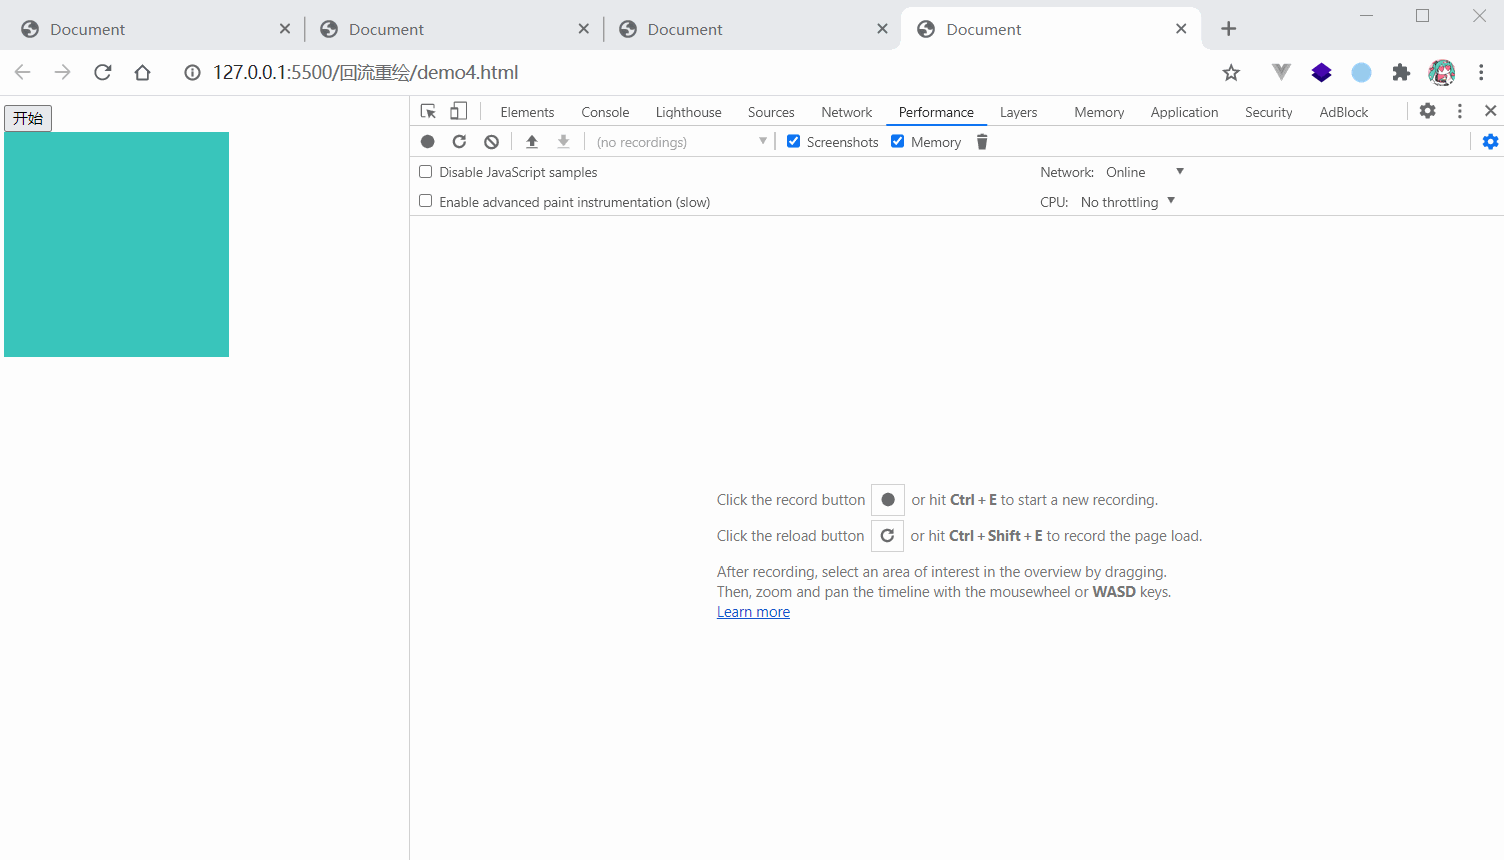 Document
Document
Document
Document
127.0.0.1:5500/回流重绘/demo4.html
开始
Elements Console Lighthouse Sources Network Performance Layers Memory Application Security AdBlock
(no recordings) Screenshots Memory
Disable JavaScript samples
Network: Online
Enable advanced paint instrumentation (slow)
CPU: No throttling
Click the record button or hit Ctrl + E to start a new recording.
Click the reload button or hit Ctrl + Shift + E to record the page load.
After recording, select an area of interest in the overview by dragging.
Then, zoom and pan the timeline with the mousewheel or WASD keys.
Learn more